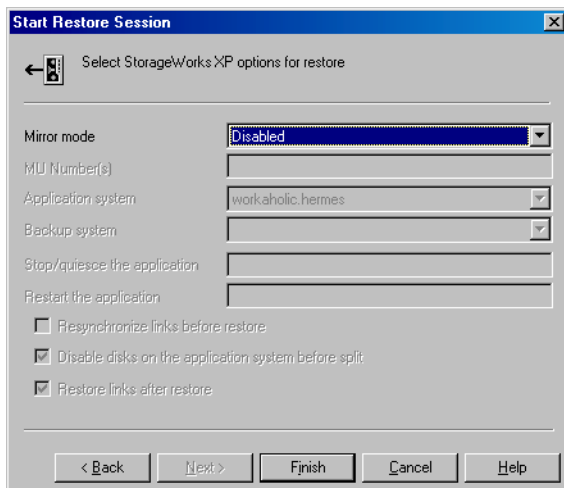 Start Restore Session
Select StorageWorks XP options for restore
Mirror mode
Disabled
MU Number(s)
Application system
workaholic.hermes
Backup system
Stop/quiesce the application
Restart the application
Resynchronize links before restore
Disable disks on the application system before split
Restore links after restore
< Back
Next >
Finish
Cancel
Help